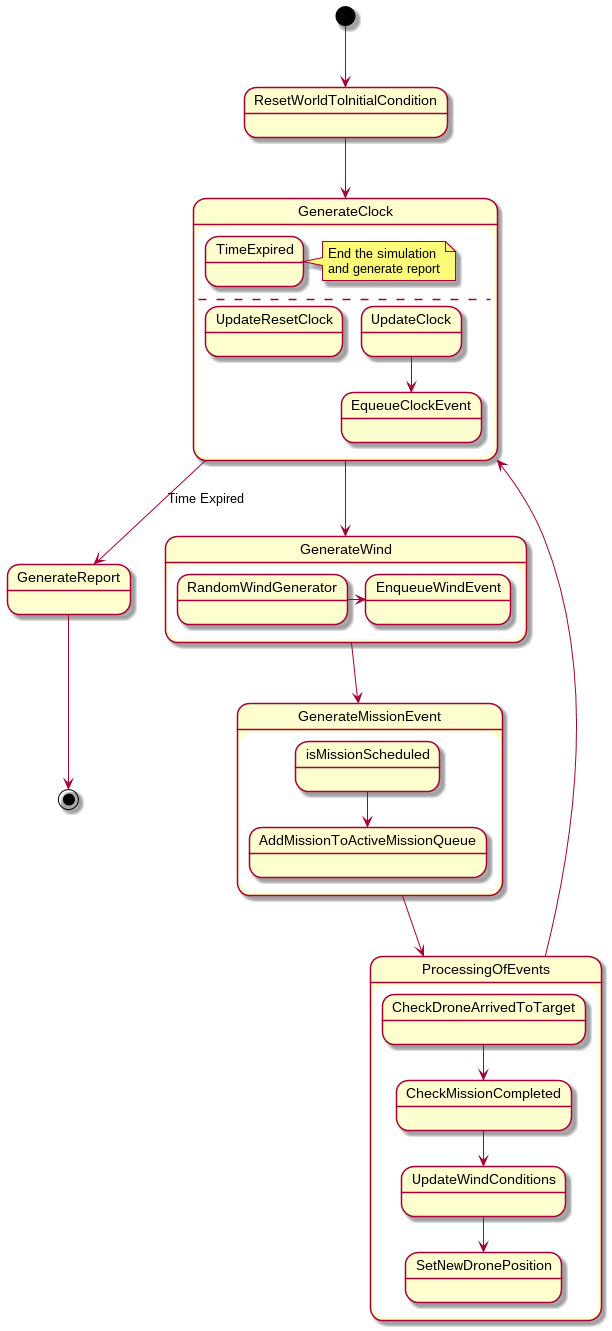 ResetWorldToInitialCondition
GenerateClock
TimeExpired
End the simulation
and generate report
UpdateResetClock
UpdateClock
EqueueClockEvent
Time Expired
GenerateReport
GenerateWind
RandomWindGenerator
EnqueueWindEvent
GenerateMissionEvent
isMissionScheduled
AddMissionToActiveMissionQueue
ProcessingOfEvents
CheckDroneArrivedToTarget
CheckMissionCompleted
UpdateWindConditions
SetNewDronePosition